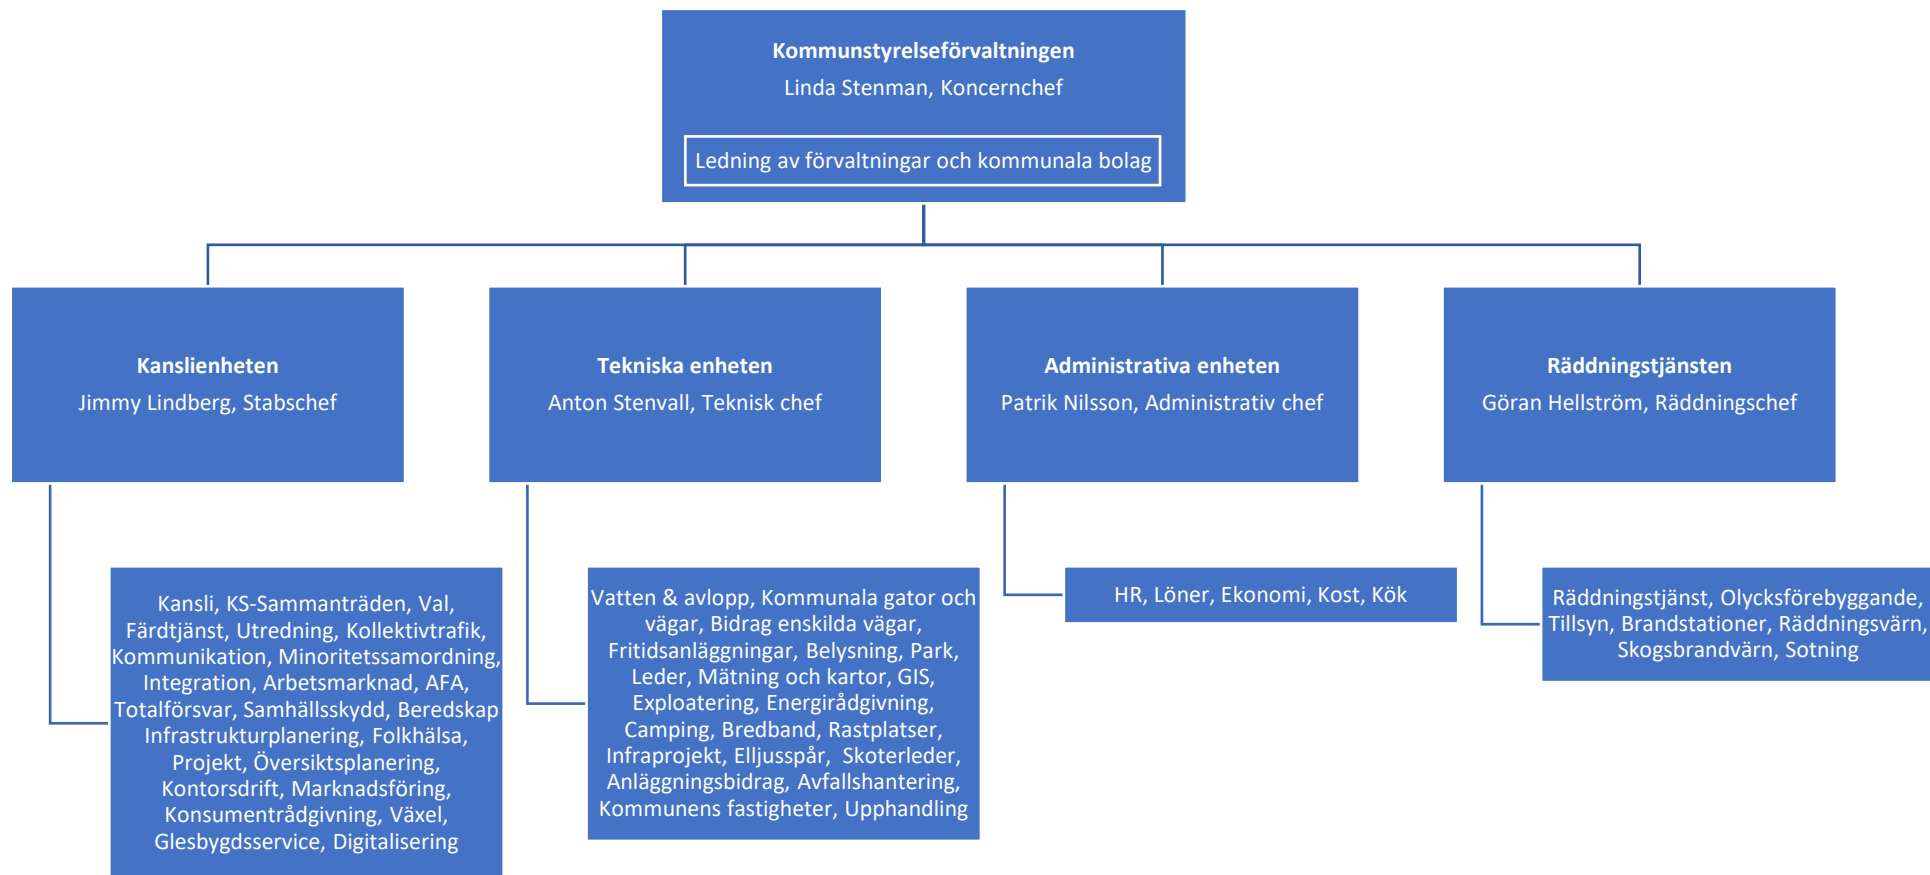 Kommunstyrelseförvaltningen
Linda Stenman, Koncernchef
Ledning av förvaltningar och kommunala bolag
Kanslienheten
Jimmy Lindberg, Stabschef
Tekniska enheten
Anton Stenvall, Teknisk chef
Administrativa enheten
Patrik Nilsson, Administrativ chef
Räddningstjänsten
Göran Hellström, Räddningschef
Kansli, KS-Sammanträden, Val,
Färdtjänst, Utredning, Kollektivtrafik,
Kommunikation, Minoritetssamordning,
Integration, Arbetsmarknad, AFA,
Totalförsvar, Samhällsskydd, Beredskap
Infrastrukturplanering, Folkhälsa,
Projekt, Översiktsplanering,
Kontorsdrift, Marknadsföring,
Konsumentrådgivning, Växel,
Glesbygdsservice, Digitalisering
Vatten & avlopp, Kommunala gator och
vägar, Bidrag enskilda vägar,
Fritidsanläggningar, Belysning, Park,
Leder, Mätning och kartor, GIS,
Exploatering, Energirådgivning,
Camping, Bredband, Rastplatser,
Infraprojekt, Elljusspår, Skoterleder,
Anläggningsbidrag, Avfallshantering,
Kommunens fastigheter, Upphandling
HR, Löner, Ekonomi, Kost, Kök
Räddningstjänst, Olycksförebyggande,
Tillsyn, Brandstationer, Räddningsvärn,
Skogsbrandvärn, Sotning